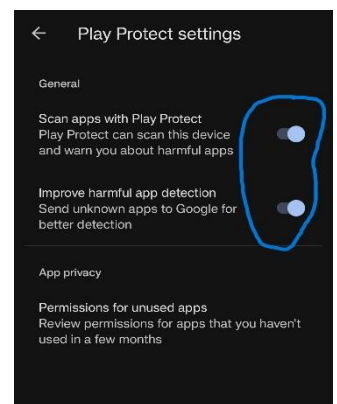 Play Protect settings
General
Scan apps with Play Protect
Play Protect can scan this device
and warn you about harmful apps
Improve harmful app detection
Send unknown apps to Google for
better detection
App privacy
Permissions for unused apps
Review permissions for apps that you haven't
used in a few months